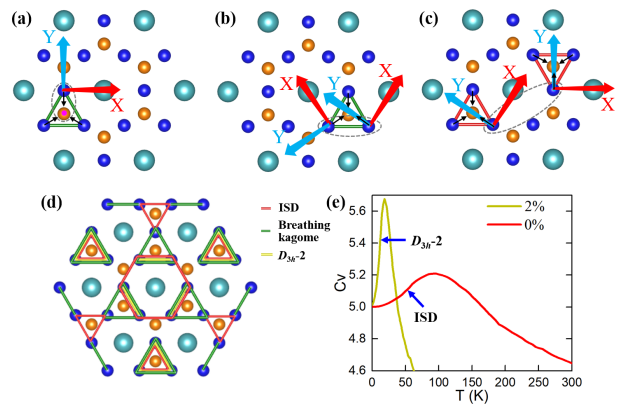 (a)
Y
X
(b)
X
Y
X
Y
(c)
Y
X
Y
X
(d)
ISD
Breathing
kagome
D3h-2
(e)
2%
0%
D3h-2
ISD
Cv
5.6
5.4
5.2
5.0
4.8
4.6
0 50 100 150 200 250 300
T (K)